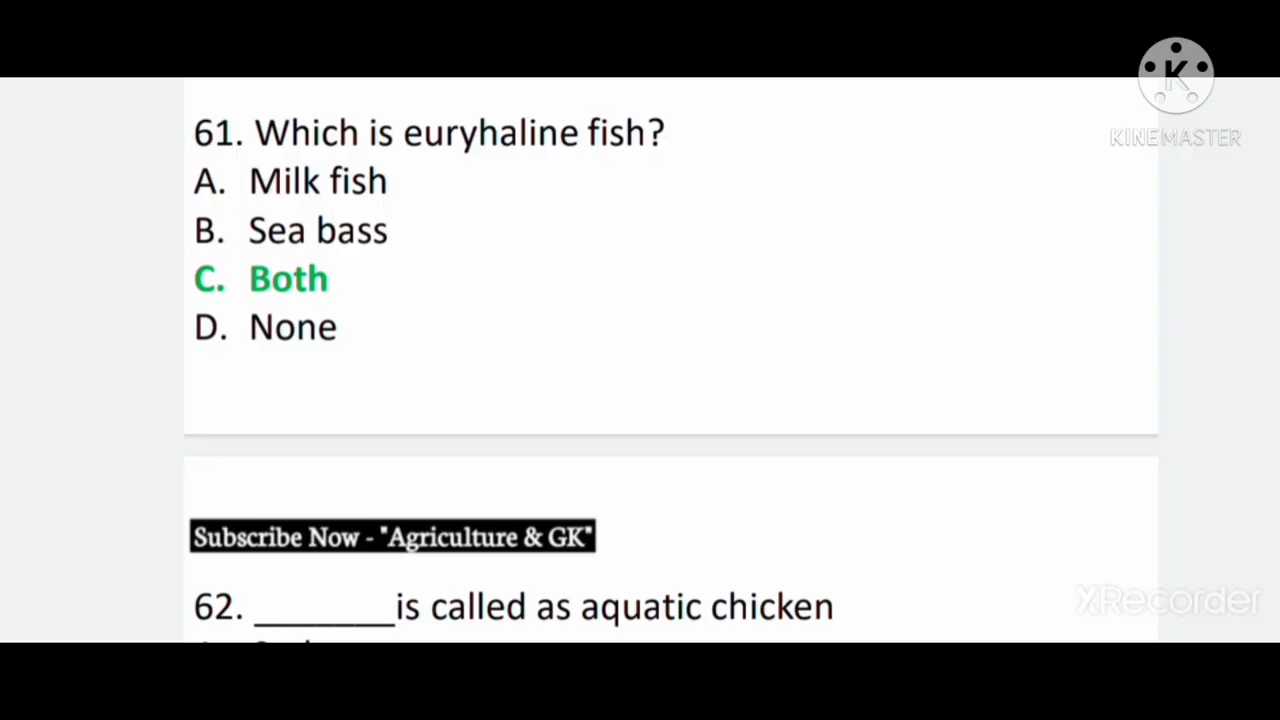 K
KINEMASTER
61. Which is euryhaline fish?
A. Milk fish
B. Sea bass
C. Both
D. None
Subscribe Now - "Agriculture & GK"
62. _______is called as aquatic chicken
XRecorder